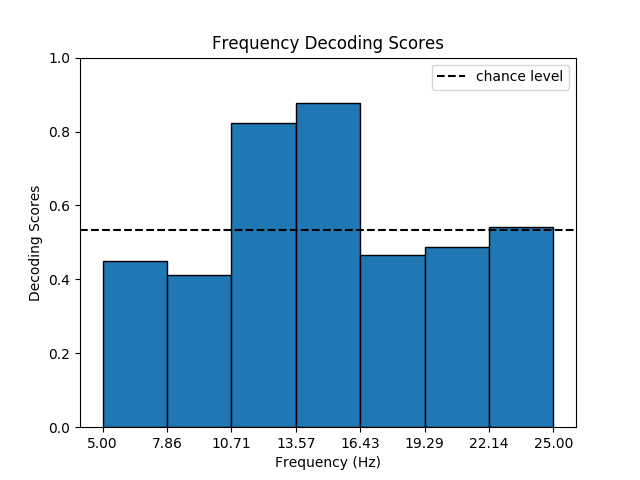 Frequency Decoding Scores
chance level
1.0
0.8
0.6
0.4
0.2
0.0
Decoding Scores
5.00 7.86 10.71 13.57 16.43 19.29 22.14 25.00
Frequency (Hz)